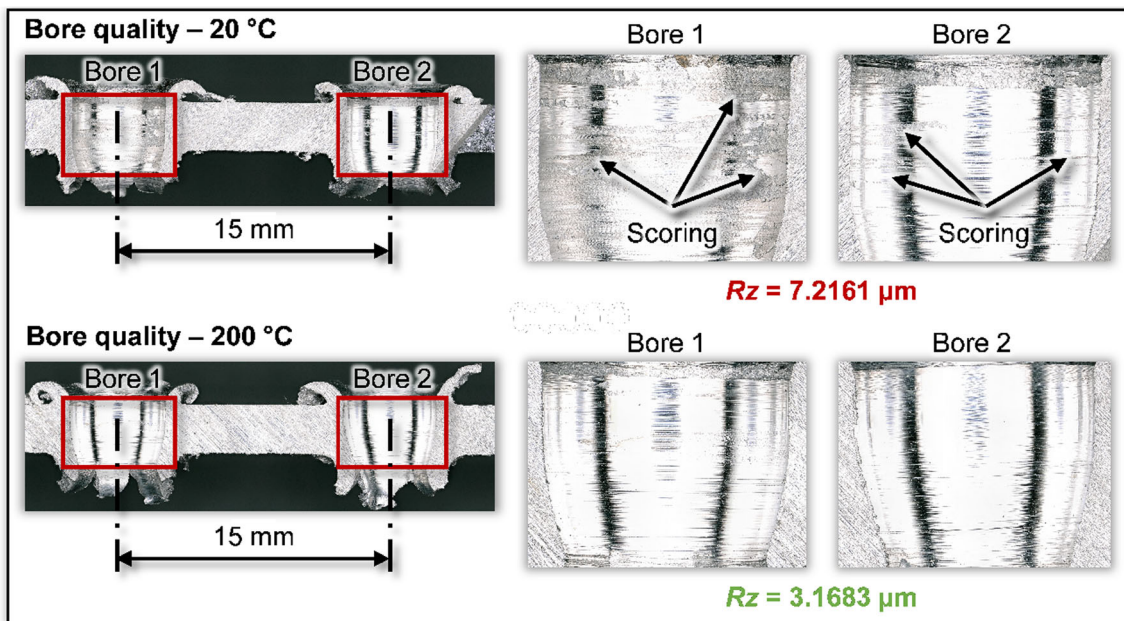 Bore quality – 20 °C
Bore 1
Bore 2
15 mm
Bore 1
Bore 2
Scoring
Scoring
Rz = 7.2161 µm
Bore quality – 200 °C
Bore 1
Bore 2
15 mm
Bore 1
Bore 2
Rz = 3.1683 µm